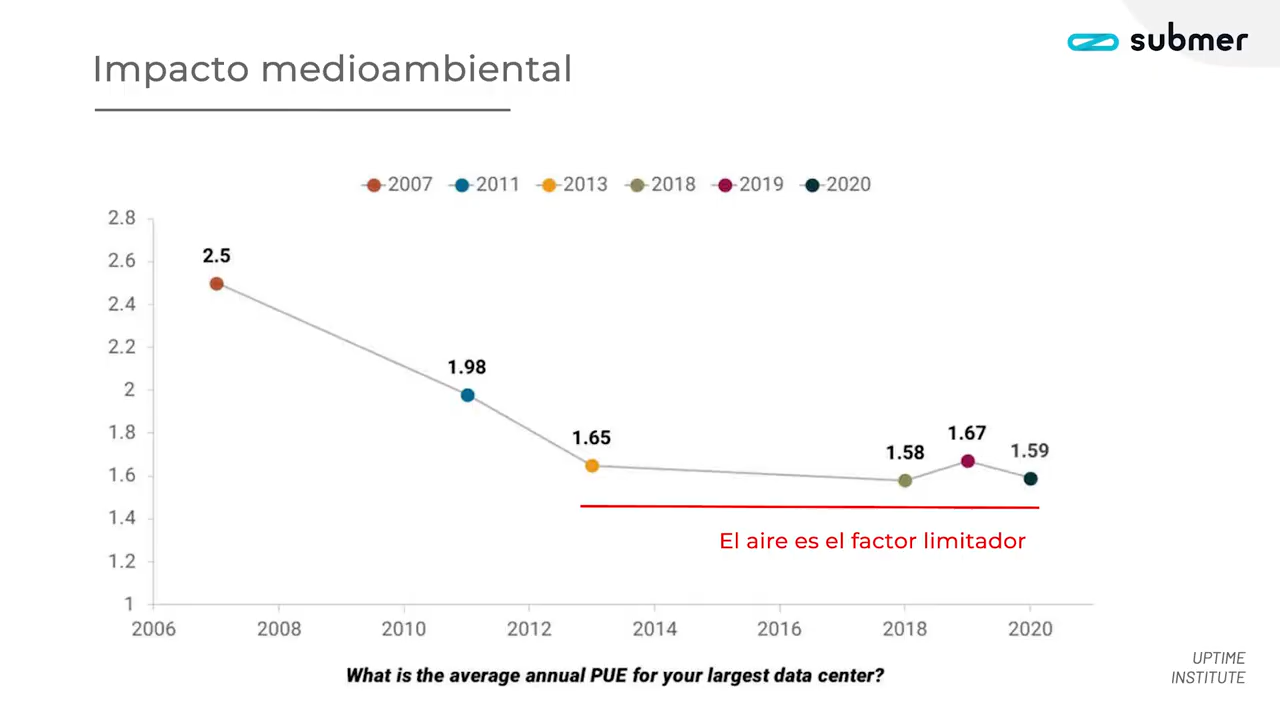 submer
Impacto medioambiental
2007 2011 2013 2018 2019 2020
2.8
2.6
2.4
2.2
2
1.8
1.6
1.4
1.2
1
2.5
1.98
1.65
1.58
1.67
1.59
El aire es el factor limitador
2006 2008 2010 2012 2014 2016 2018 2020
What is the average annual PUE for your largest data center?
UPTIME
INSTITUTE